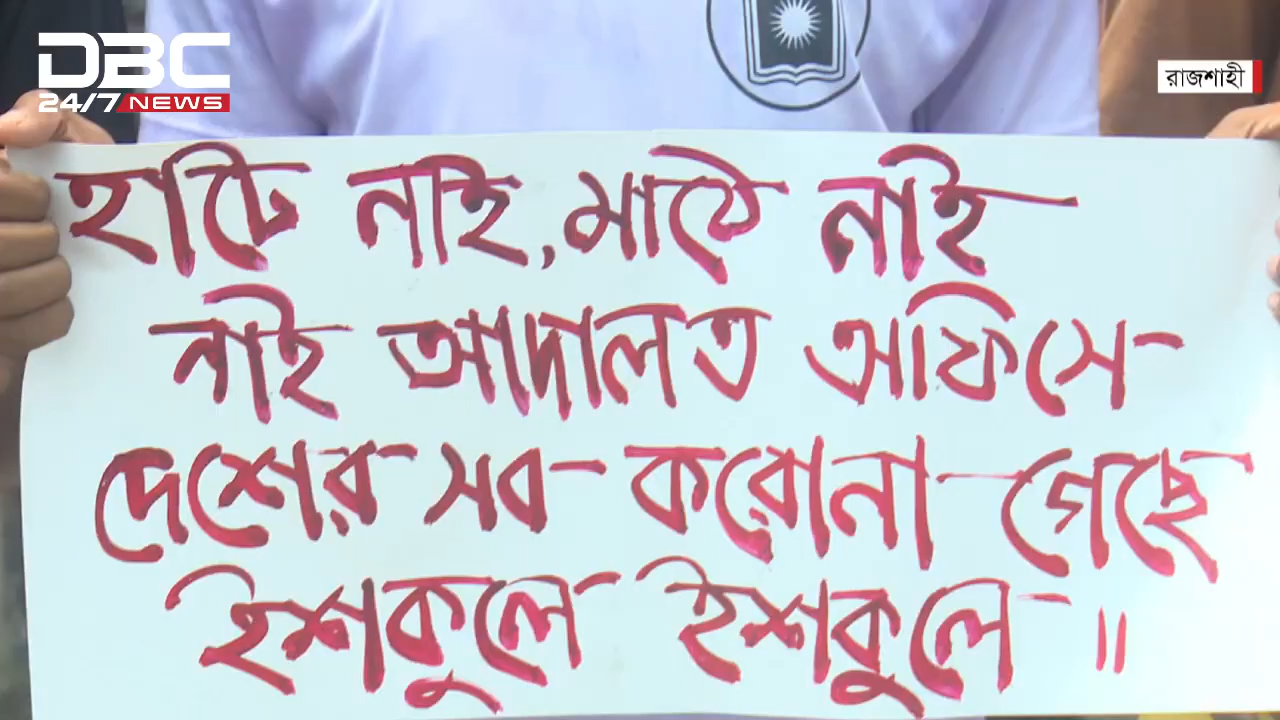 DBC
24/7 NEWS
রাজশাহী
হাটে নাই, মাঠে নাই
নাই আদালত অফিসে
দেশের সব করোনা গেছে
ইশকুলে ইশকুলে ॥